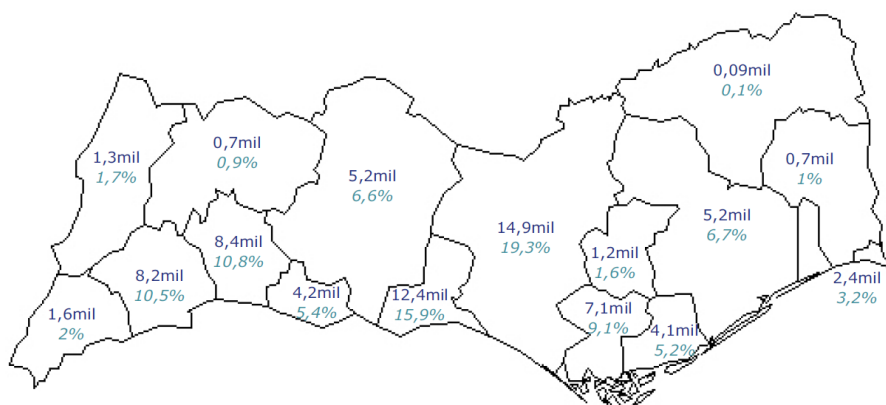 0,09mil
0,1%
1,3mil
1,7%
0,7mil
0,9%
5,2mil
6,6%
0,7mil
1%
14,9mil
19,3%
5,2mil
6,7%
8,4mil
10,8%
1,2mil
1,6%
8,2mil
10,5%
4,2mil
5,4%
12,4mil
15,9%
2,4mil
3,2%
1,6mil
2%
7,1mil
9,1%
4,1mil
5,2%